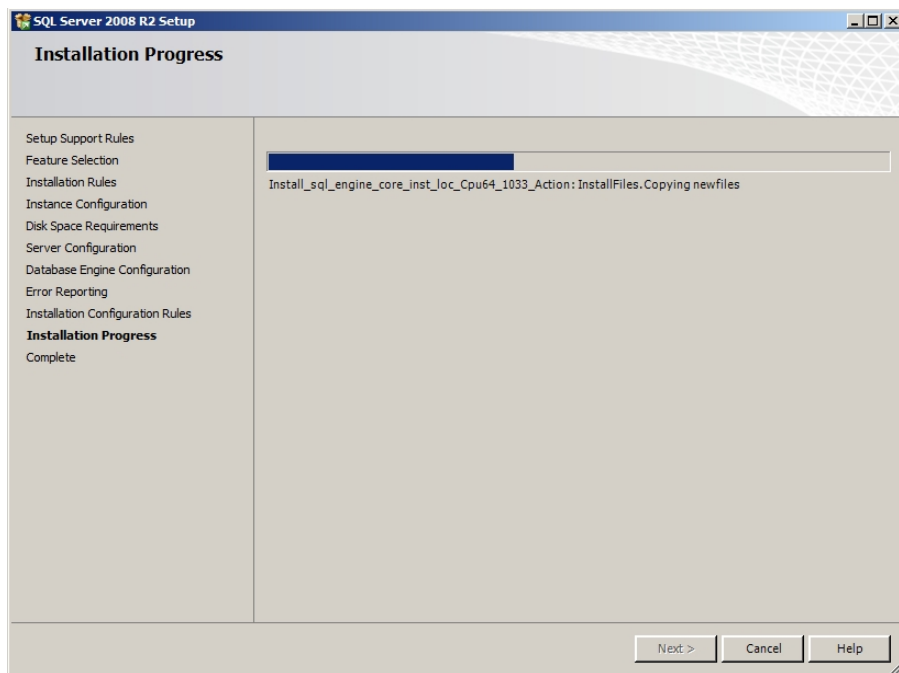 SQL Server 2008 R2 Setup
Installation Progress
Setup Support Rules
Feature Selection
Installation Rules
Instance Configuration
Disk Space Requirements
Server Configuration
Database Engine Configuration
Error Reporting
Installation Configuration Rules
Installation Progress
Complete
Install_sql_engine_core_inst_loc_Cpu64_1033_Action: InstallFiles.Copying newfiles
Next >
Cancel
Help